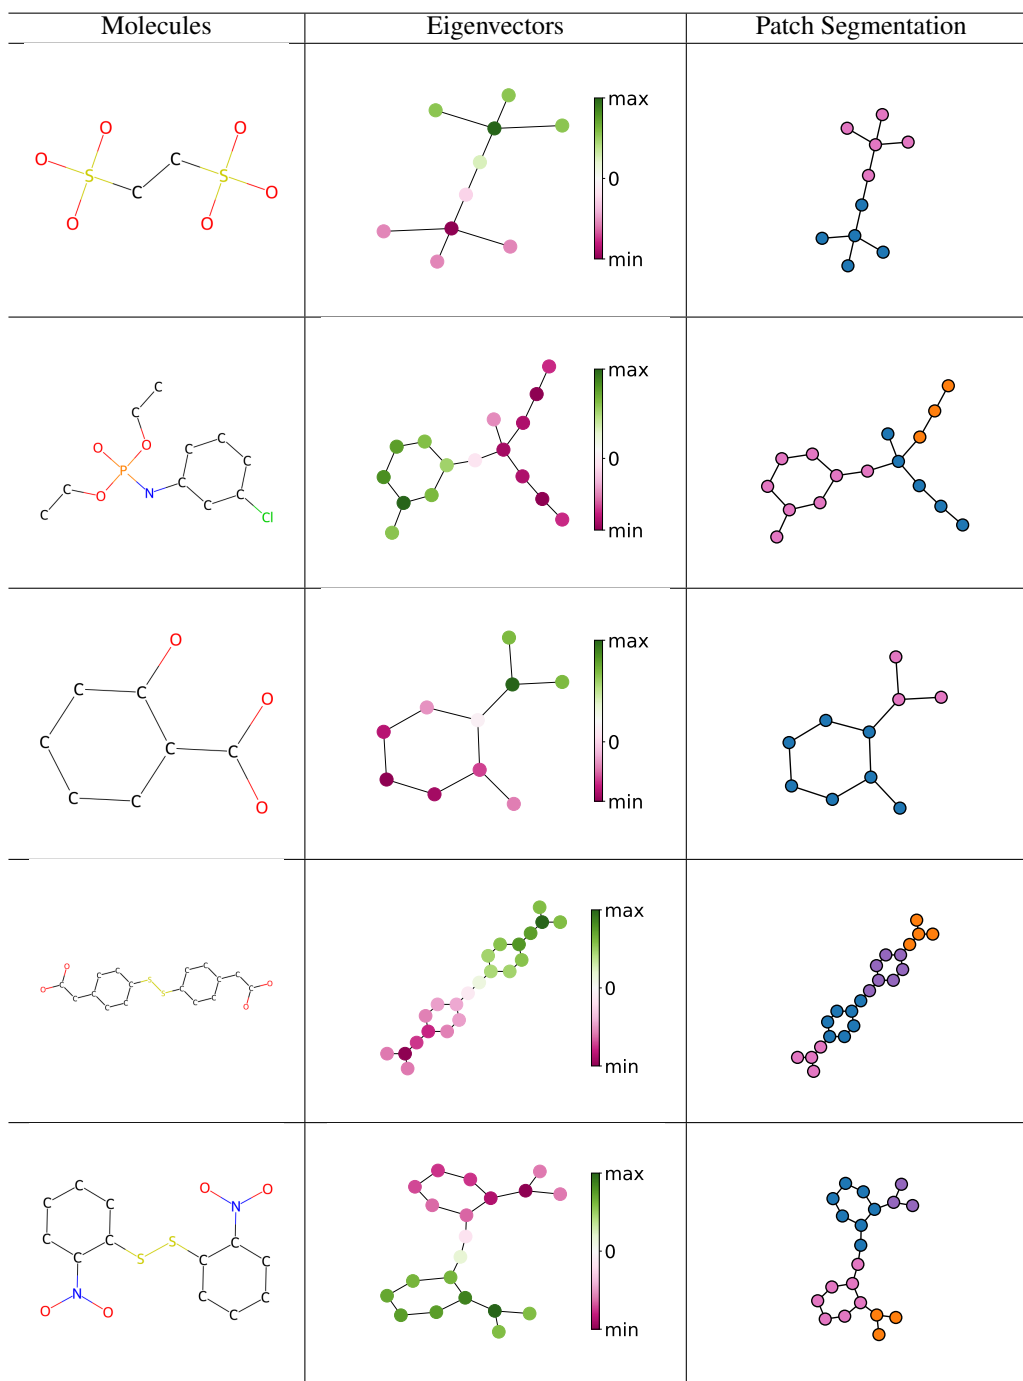 Molecules Eigenvectors Patch Segmentation
max
O O
O C
S S
0
C O
O O
min
max
C
C
C
O O C
0
C
P
C
C O N C
C
C Cl
min
O max
C C
O
C C C 0
C C min
O
max
O C C C C
C C S C C C C O 0
O C S
C C C C
C C C C O
min
max
C
O O
C C N
C C S C
0
C S C C
N C C
O O C
min